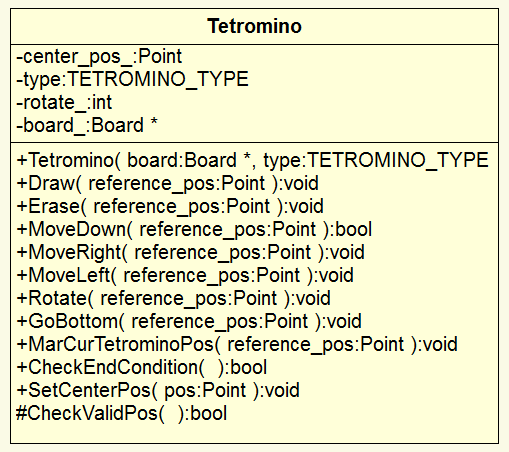 Tetromino
-center_pos_:Point
-type:TETROMINO_TYPE
-rotate_:int
-board_:Board *
+Tetromino( board:Board *, type:TETROMINO_TYPE
+Draw( reference_pos:Point ):void
+Erase( reference_pos:Point ):void
+MoveDown( reference_pos:Point ):bool
+MoveRight( reference_pos:Point ):void
+MoveLeft( reference_pos:Point ):void
+Rotate( reference_pos:Point ):void
+GoBottom( reference_pos:Point ):void
+MarCurTetrominoPos( reference_pos:Point ):void
+CheckEndCondition(  ):bool
+SetCenterPos( pos:Point ):void
#CheckValidPos(  ):bool